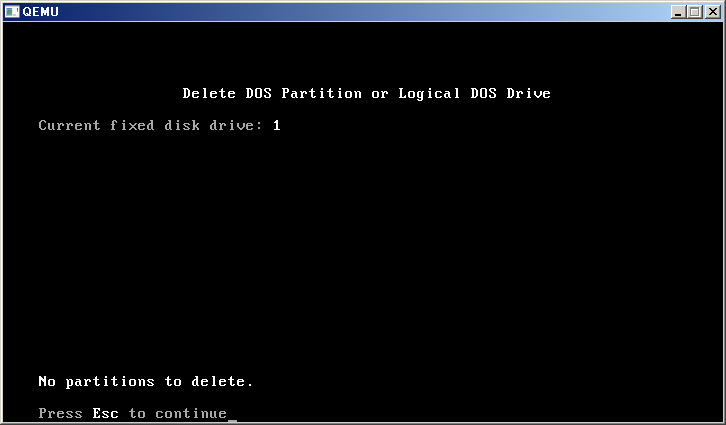 QEMU
Delete DOS Partition or Logical DOS Drive
Current fixed disk drive: 1
No partitions to delete.
Press Esc to continue_